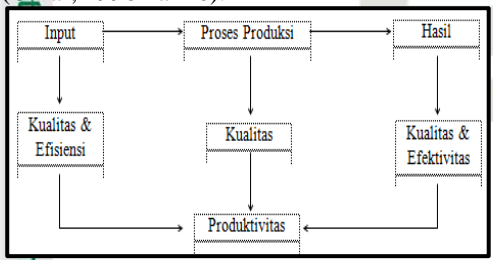 Input
Proses Produksi
Hasil
Kualitas &
Efisiensi
Kualitas
Kualitas &
Efektivitas
Produktivitas